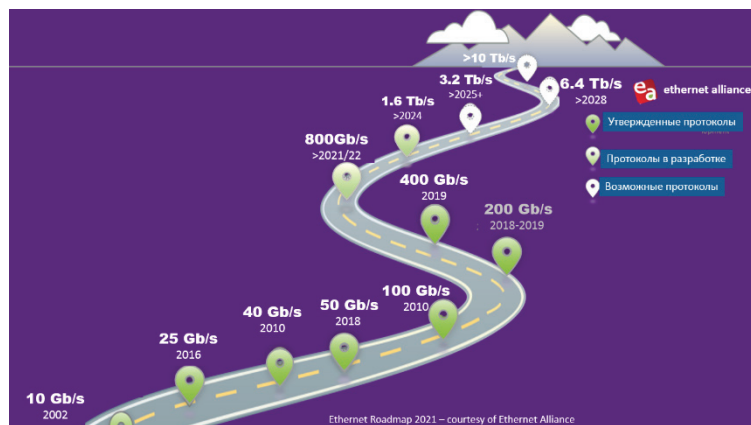 >10 Tb/s
3.2 Tb/s
>2025+
6.4 Tb/s
>2028
ea ethernet alliance
1.6 Tb/s
>2024
Утвержденные протоколы
800Gb/s
>2021/22
Протоколы в разработке
400 Gb/s
2019
Возможные протоколы
200 Gb/s
2018-2019
100 Gb/s
2010
50 Gb/s
2018
40 Gb/s
2010
25 Gb/s
2016
10 Gb/s
2002
Ethernet Roadmap 2021 – courtesy of Ethernet Alliance